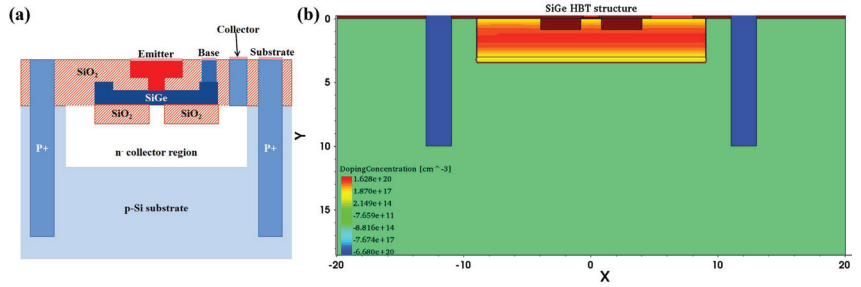 (a)
Collector
Emitter
Base
Substrate
SiO₂
SiGe
SiO₂
SiO₂
P+
P+
n⁻ collector region
p-Si substrate
(b)
SiGe HBT structure
0
5
10
15
Y
DopingConcentration [cm^-3]
1.628e+20
1.870e+17
2.149e+14
-7.659e+11
-8.816e+14
-7.674e+17
-6.680e+20
-20
-10
0
10
20
X